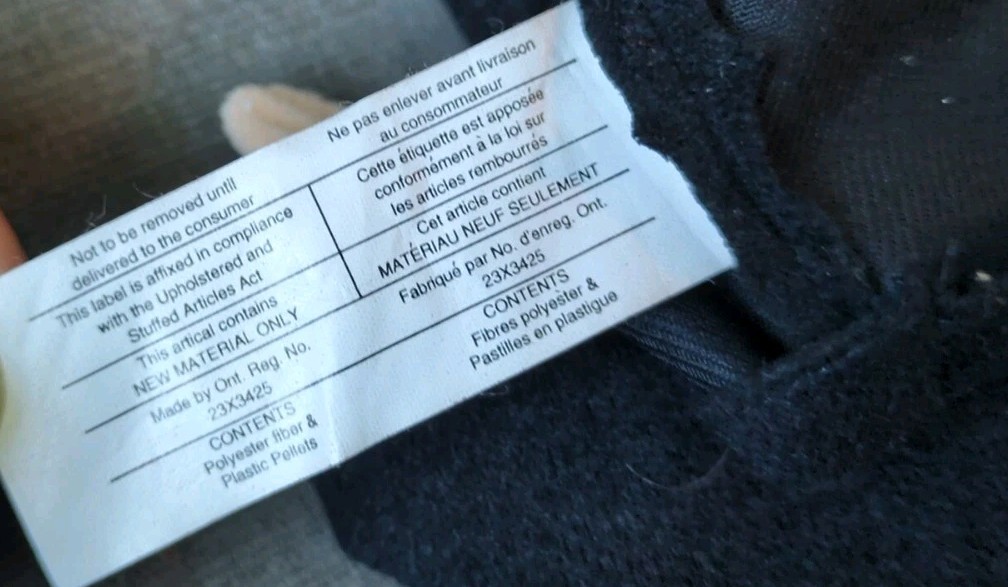 Not to be removed until
delivered to the consumer
This label is affixed in compliance
with the Upholstered and
Stuffed Articles Act
This artical contains
NEW MATERIAL ONLY
Made by Ont. Reg. No.
23X3425
CONTENTS
Polyester fiber &
Plastic Pellets
Ne pas enlever avant livraison
au consommateur
Cette étiquette est apposée
conformément à la loi sur
les articles rembourrés
Cet article contient
MATÉRIAU NEUF SEULEMENT
Fabriqué par No. d'enreg. Ont.
23X3425
CONTENTS
Fibres polyester &
Pastilles en plastigue